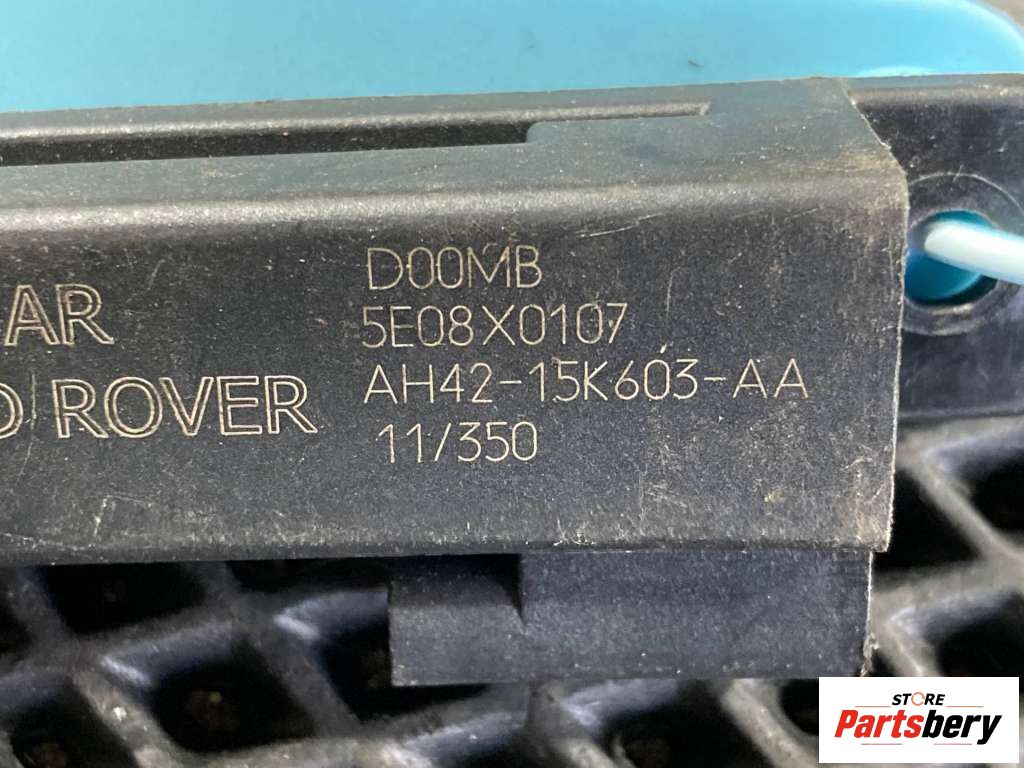 AR
D ROVER
D00MB
5E08X0107
AH42-15K603-AA
11/350
STORE
Partsbery